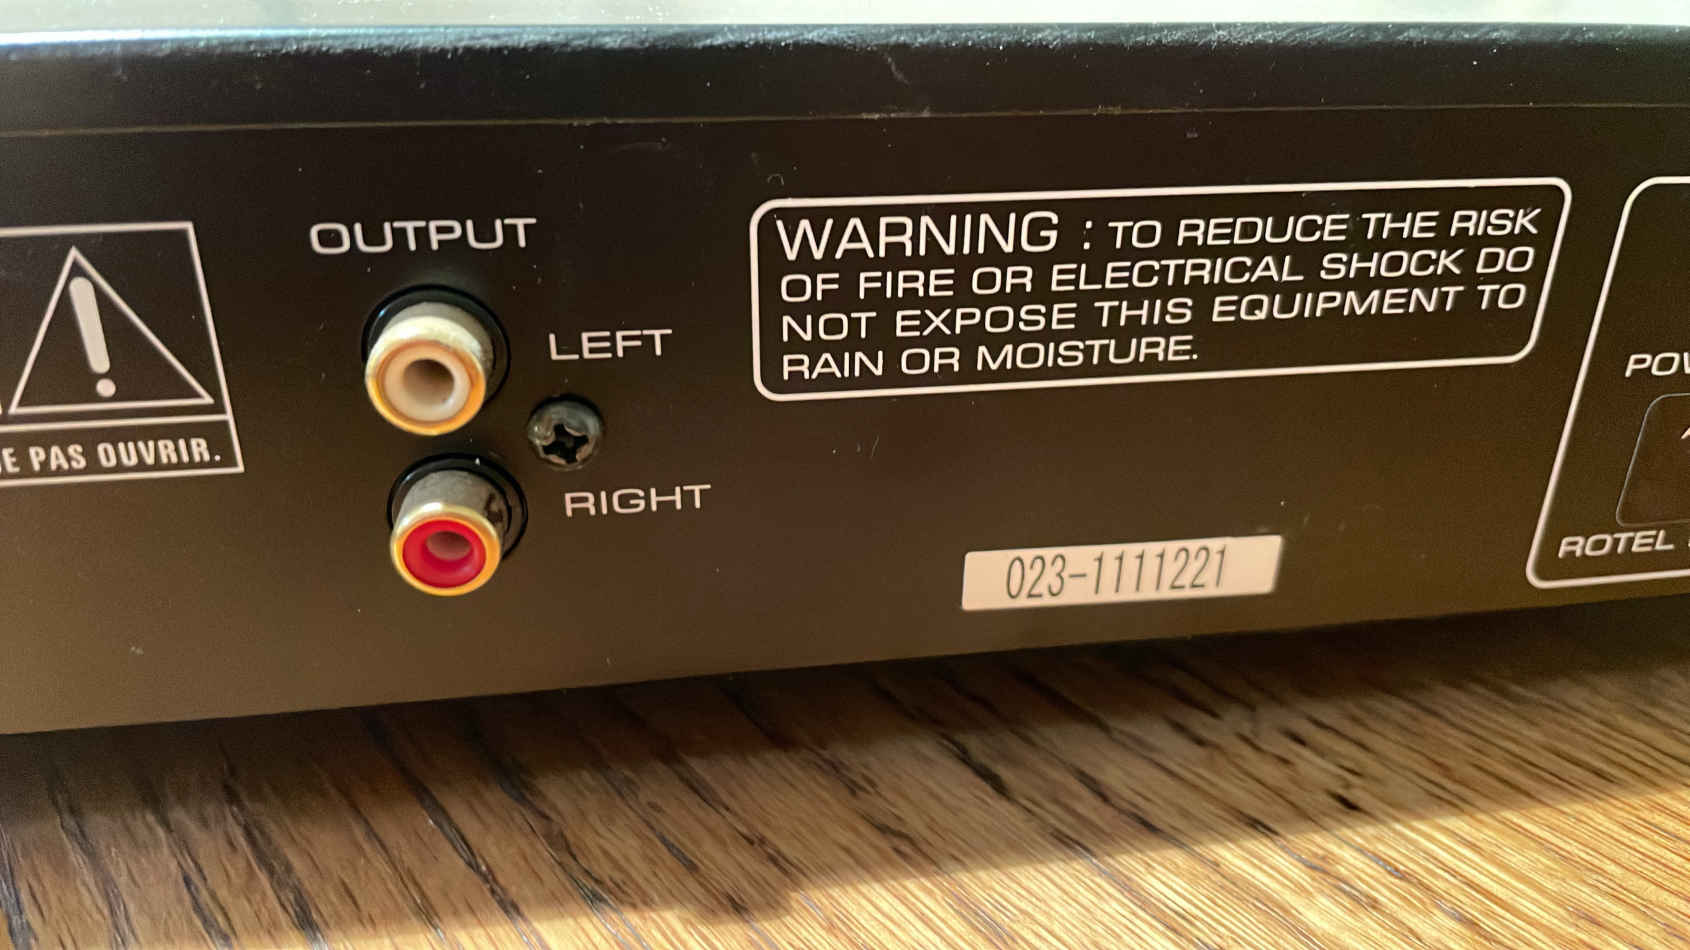 PAS OUVRIR.
OUTPUT
LEFT
RIGHT
WARNING : TO REDUCE THE RISK
OF FIRE OR ELECTRICAL SHOCK DO
NOT EXPOSE THIS EQUIPMENT TO
RAIN OR MOISTURE.
023-1111221
ROTEL